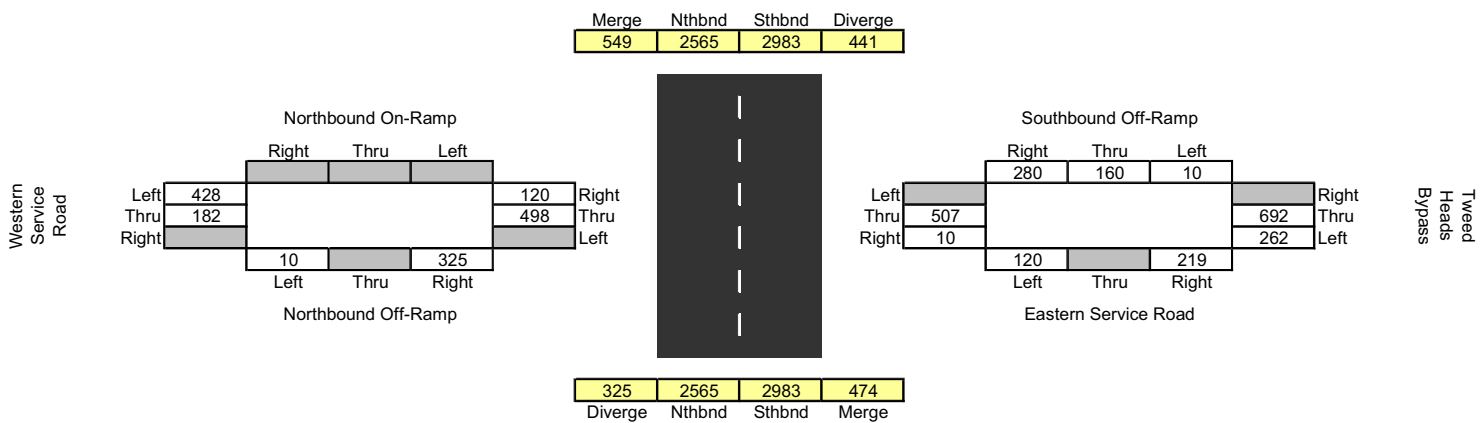 Merge Nthbnd Sthbnd Diverge
549 2565 2983 441
Northbound On-Ramp
Right Thru Left
Left 428 120 Right
Thru 182 498 Thru
Right Left
10 325
Left Thru Right
Northbound Off-Ramp
Western
Service
Road
Southbound Off-Ramp
Right Thru Left
280 160 10
Left Right
Thru 507 692 Thru
Right 10 262 Left
120 219
Left Thru Right
Eastern Service Road
Tweed
Heads
Bypass
325 2565 2983 474
Diverge Nthbnd Sthbnd Merge